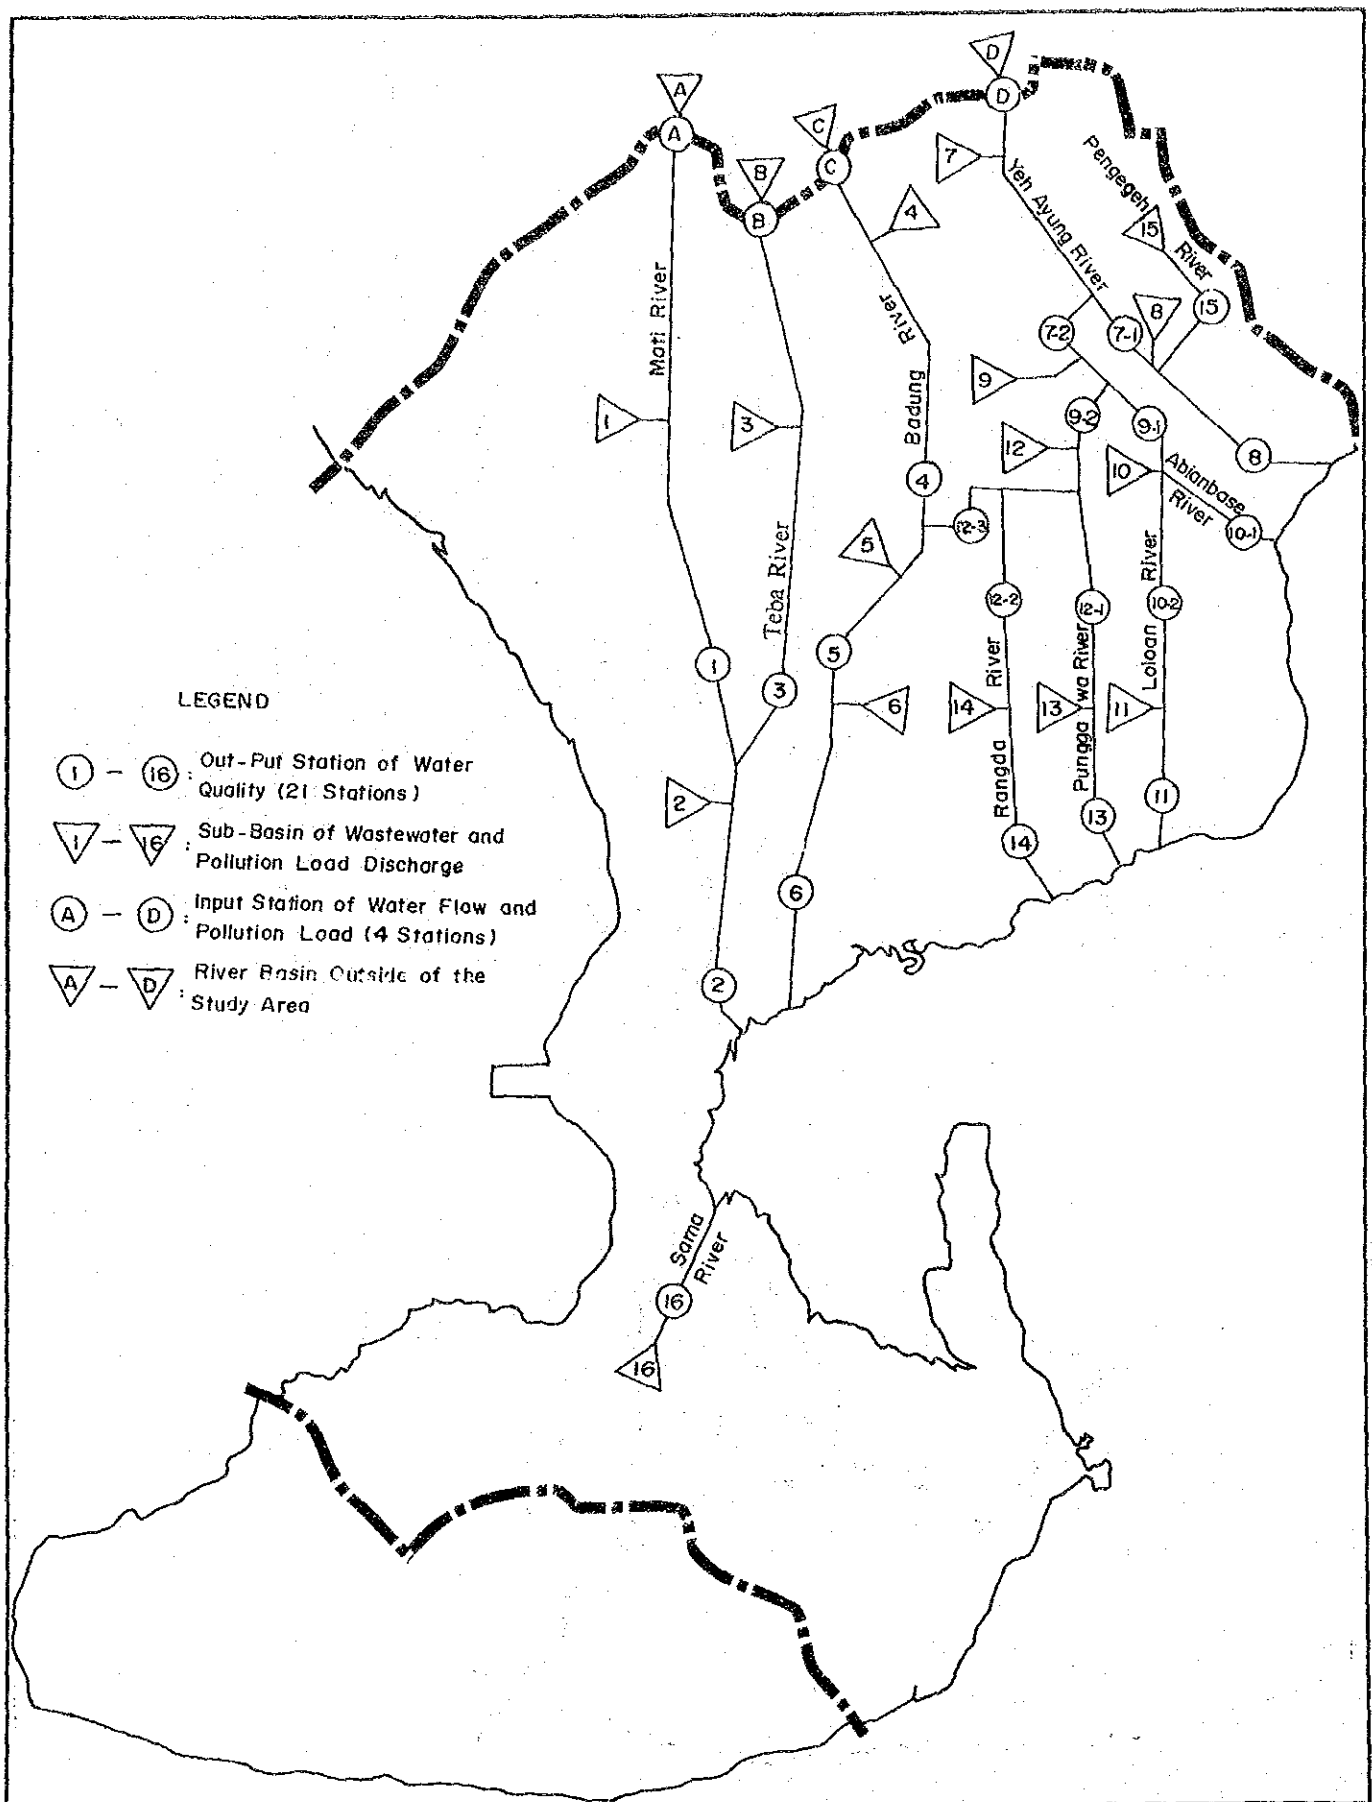 D
D
A
A
C
C
B
B
7
4
Yeh Ayung River
Pengegeh
River
15
15
8
7-2
7-1
9
9-2
9-1
8
Mati River
River
Badung
1
3
12
10
Abianbase
River
10-1
4
12-3
5
Teba River
12-2
12-1
10-2
River
Loloan
1
3
5
6
14
13
11
River
Rangda
Pungga wa River
2
14
13
11
6
2
LEGEND
1 – 16 : Out-Put Station of Water
Quality (21 Stations)
1 – 16 : Sub-Basin of Wastewater and
Pollution Load Discharge
A – D : Input Station of Water Flow and
Pollution Load (4 Stations)
A – D : River Basin Outside of the
Study Area
Sama
River
16
16